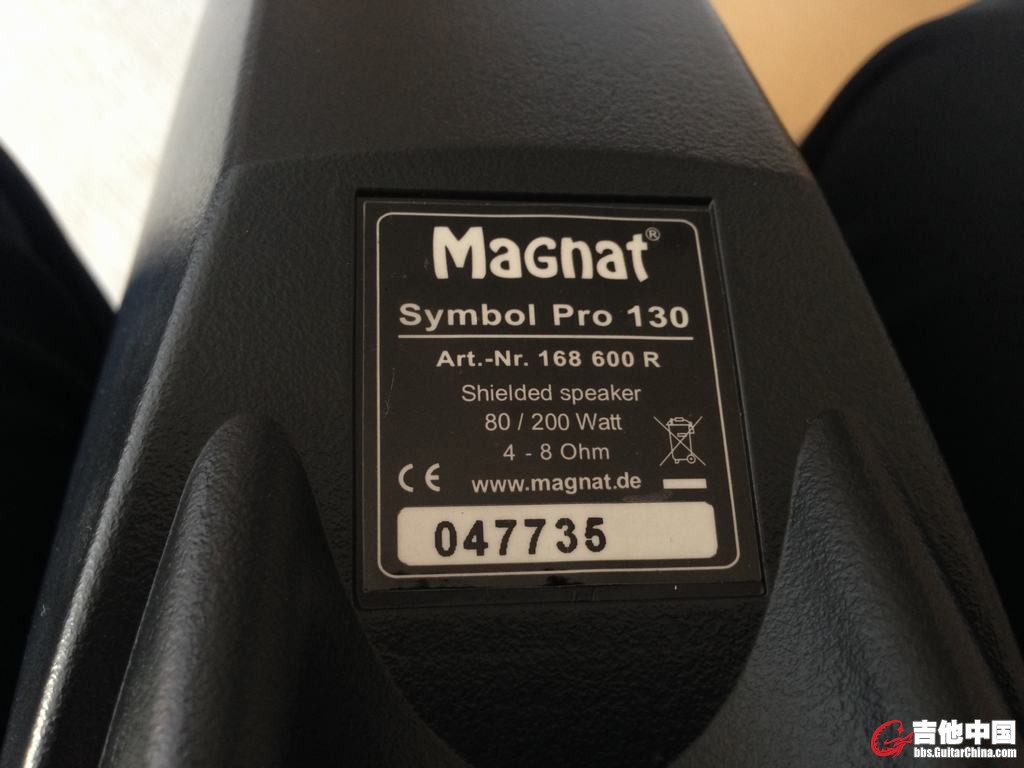 Magnat®
Symbol Pro 130
Art.-Nr. 168 600 R
Shielded speaker
80 / 200 Watt
4 - 8 Ohm
CE www.magnat.de
047735
吉他中国
bbs.GuitarChina.com